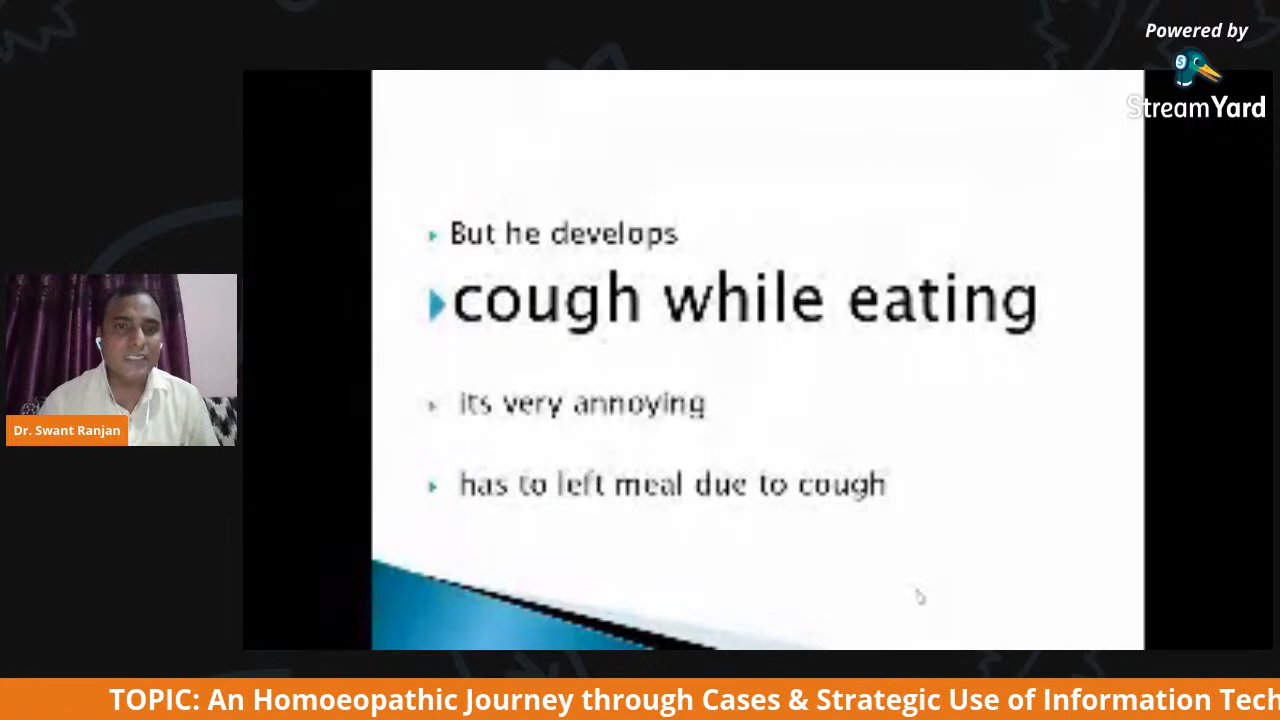 Powered by
StreamYard
But he develops
cough while eating
its very annoying
has to left meal due to cough
Dr. Swant Ranjan
TOPIC: An Homoeopathic Journey through Cases & Strategic Use of Information Tech